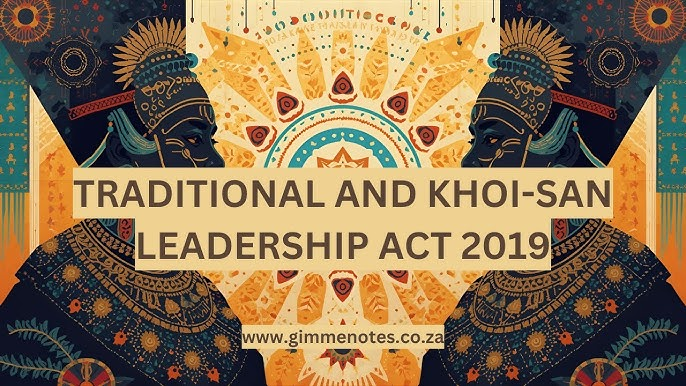 TRADITIONAL AND KHOI-SAN
LEADERSHIP ACT 2019
www.gimmenotes.co.za